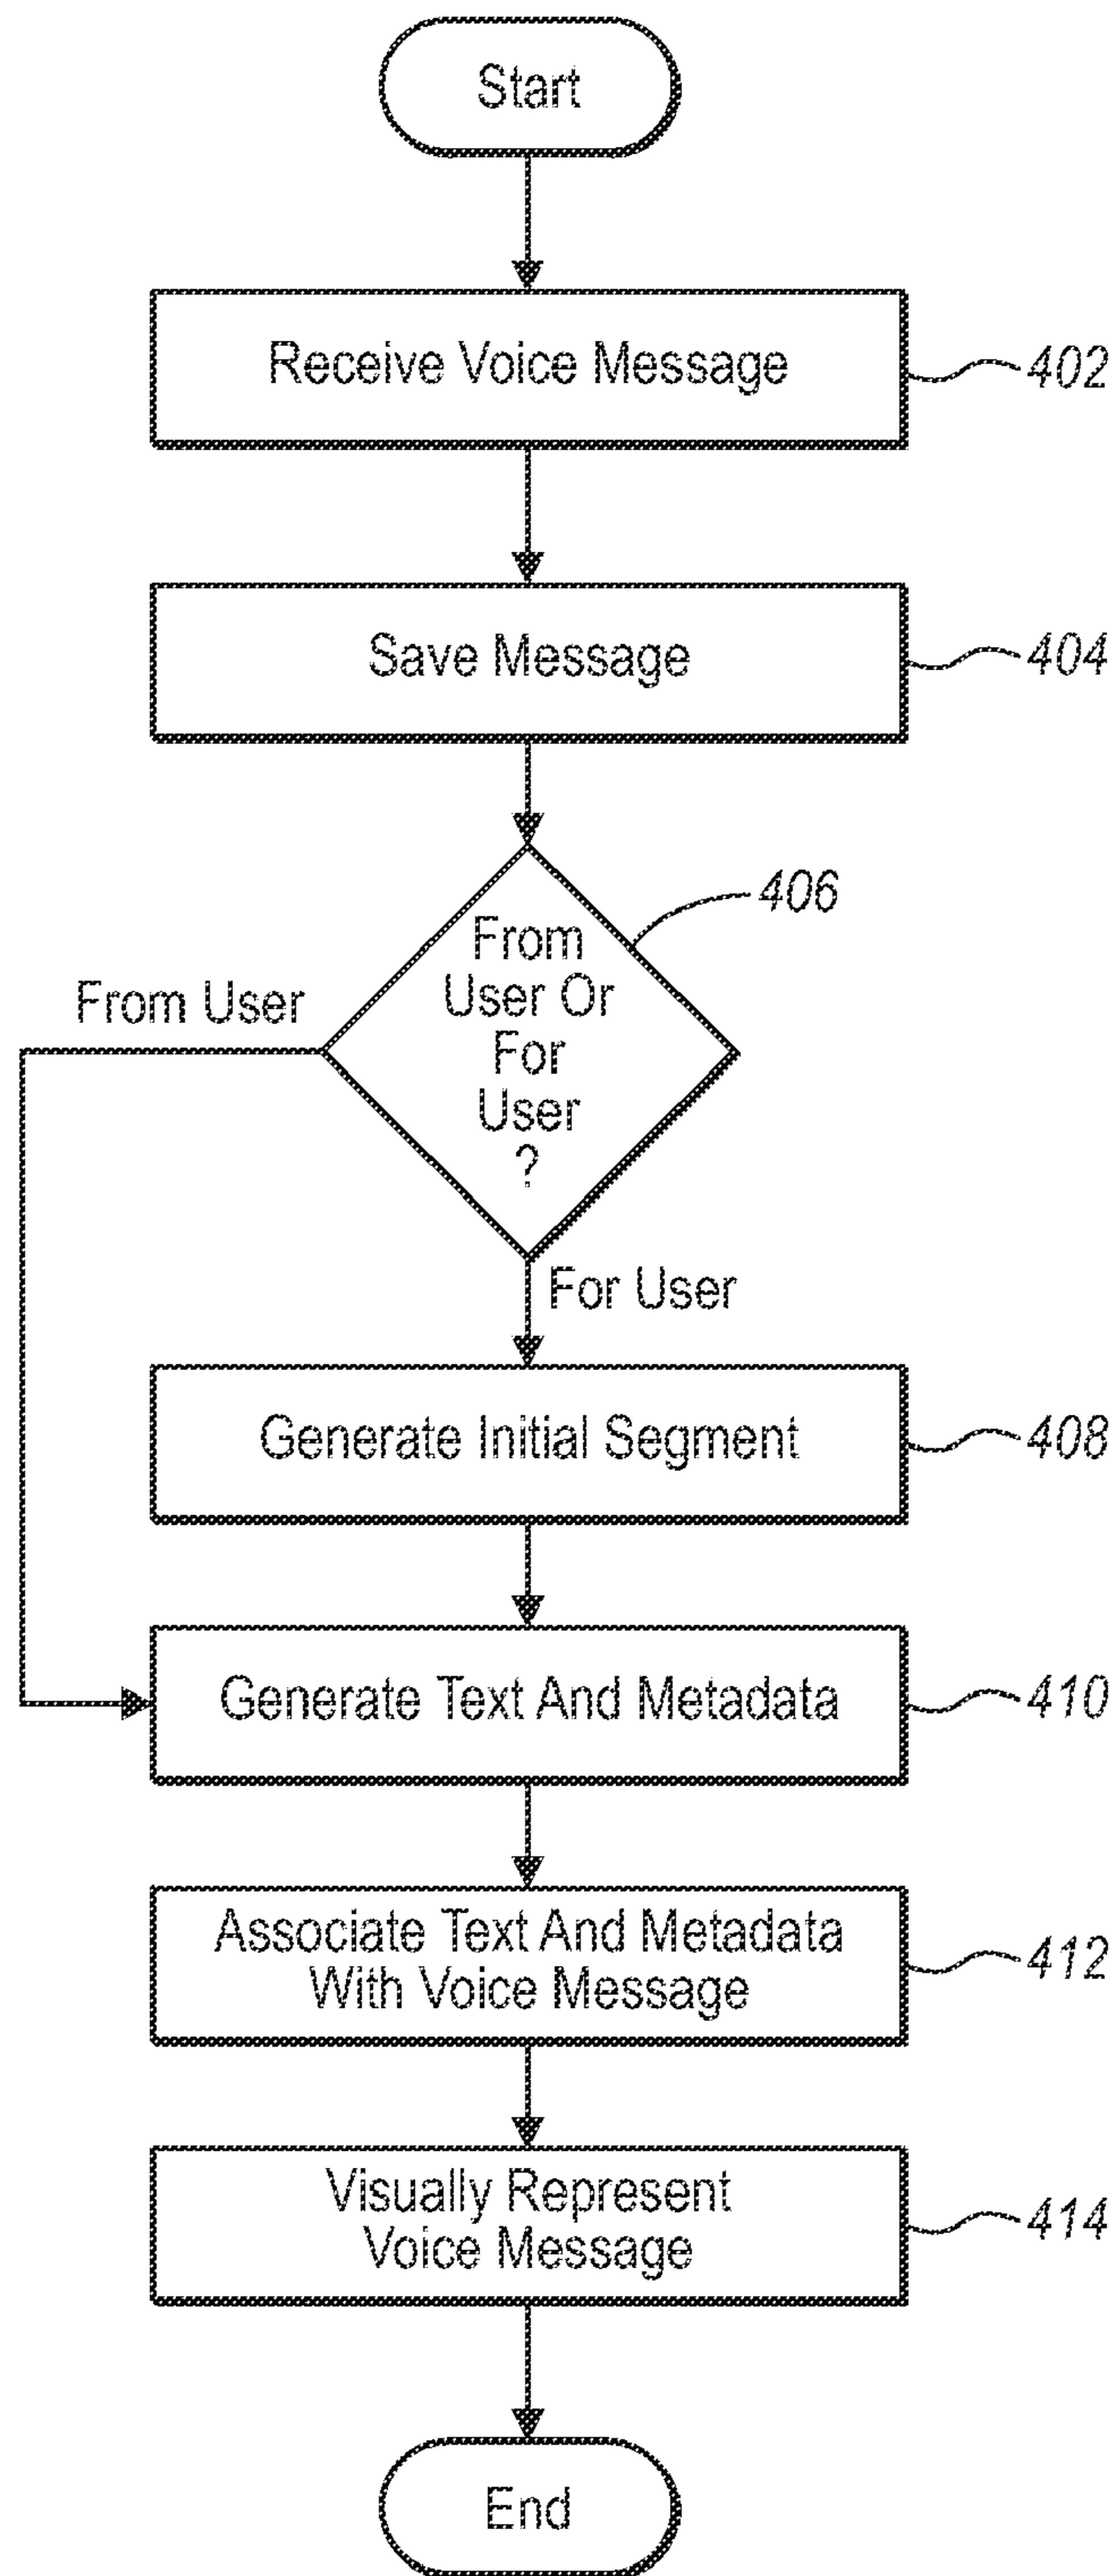 Start
Receive Voice Message
402
Save Message
404
406
From
User Or
For
User
?
From User
For User
Generate Initial Segment
408
Generate Text And Metadata
410
Associate Text And Metadata
With Voice Message
412
Visually Represent
Voice Message
414
End